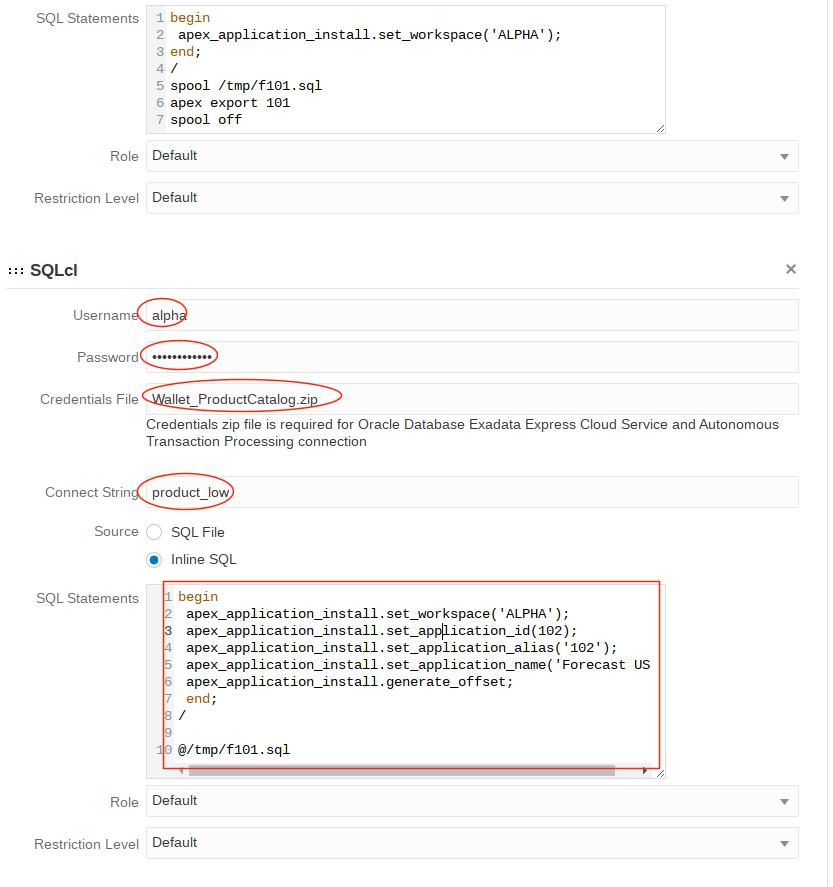 SQL Statements
1 begin
2  apex_application_install.set_workspace('ALPHA');
3 end;
4 /
5 spool /tmp/f101.sql
6 apex export 101
7 spool off
Role Default
Restriction Level Default
SQLcl
Username alpha
Password ••••••••••••
Credentials File Wallet_ProductCatalog.zip
Credentials zip file is required for Oracle Database Exadata Express Cloud Service and Autonomous
Transaction Processing connection
Connect String product_low
Source SQL File
Inline SQL
SQL Statements
1 begin
2  apex_application_install.set_workspace('ALPHA');
3  apex_application_install.set_application_id(102);
4  apex_application_install.set_application_alias('102');
5  apex_application_install.set_application_name('Forecast US
6  apex_application_install.generate_offset;
7  end;
8 /
9
10 @/tmp/f101.sql
Role Default
Restriction Level Default